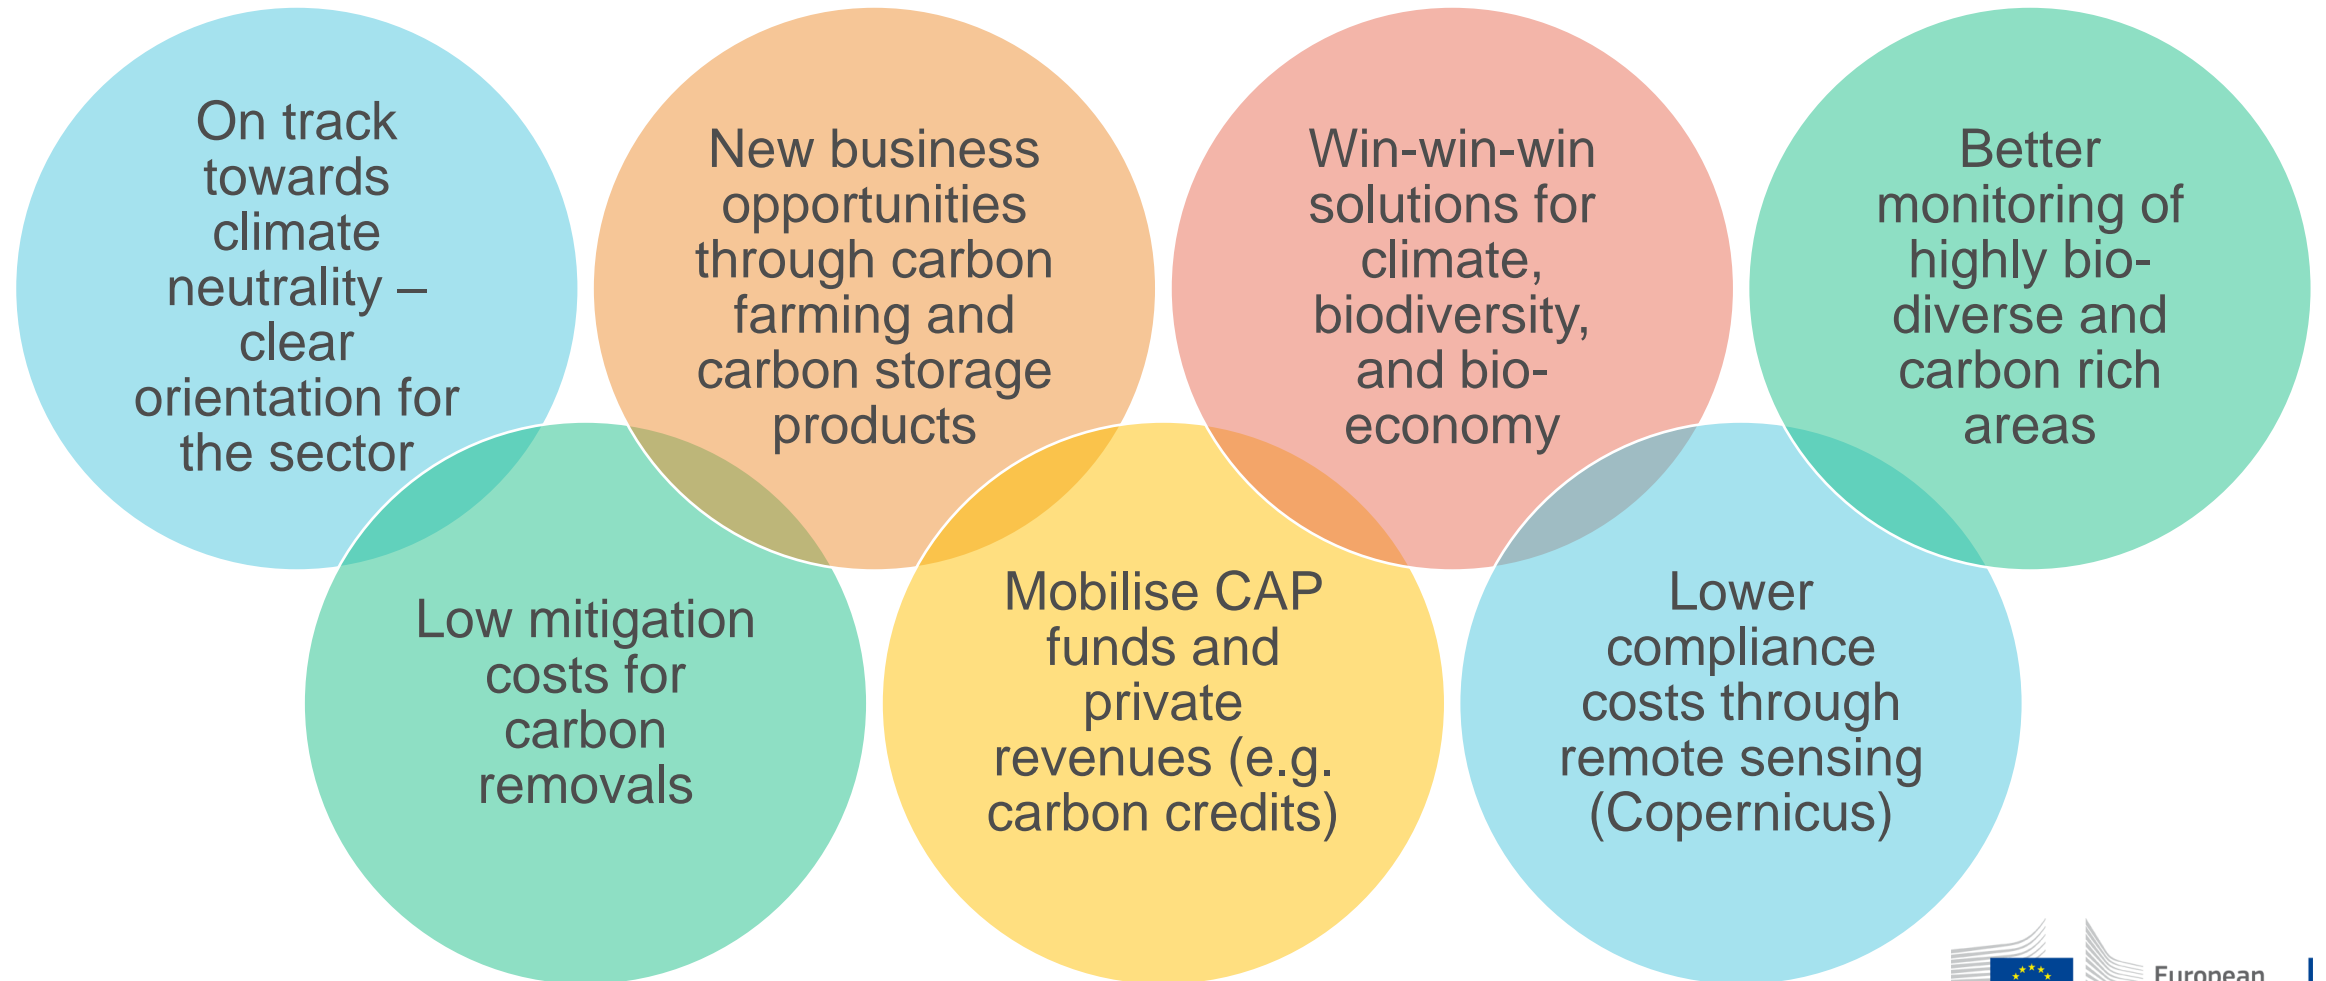 On track
towards
climate
neutrality –
clear
orientation for
the sector
New business
opportunities
through carbon
farming and
carbon storage
products
Win-win-win
solutions for
climate,
biodiversity,
and bio-
economy
Better
monitoring of
highly bio-
diverse and
carbon rich
areas
Low mitigation
costs for
carbon
removals
Mobilise CAP
funds and
private
revenues (e.g.
carbon credits)
Lower
compliance
costs through
remote sensing
(Copernicus)
European